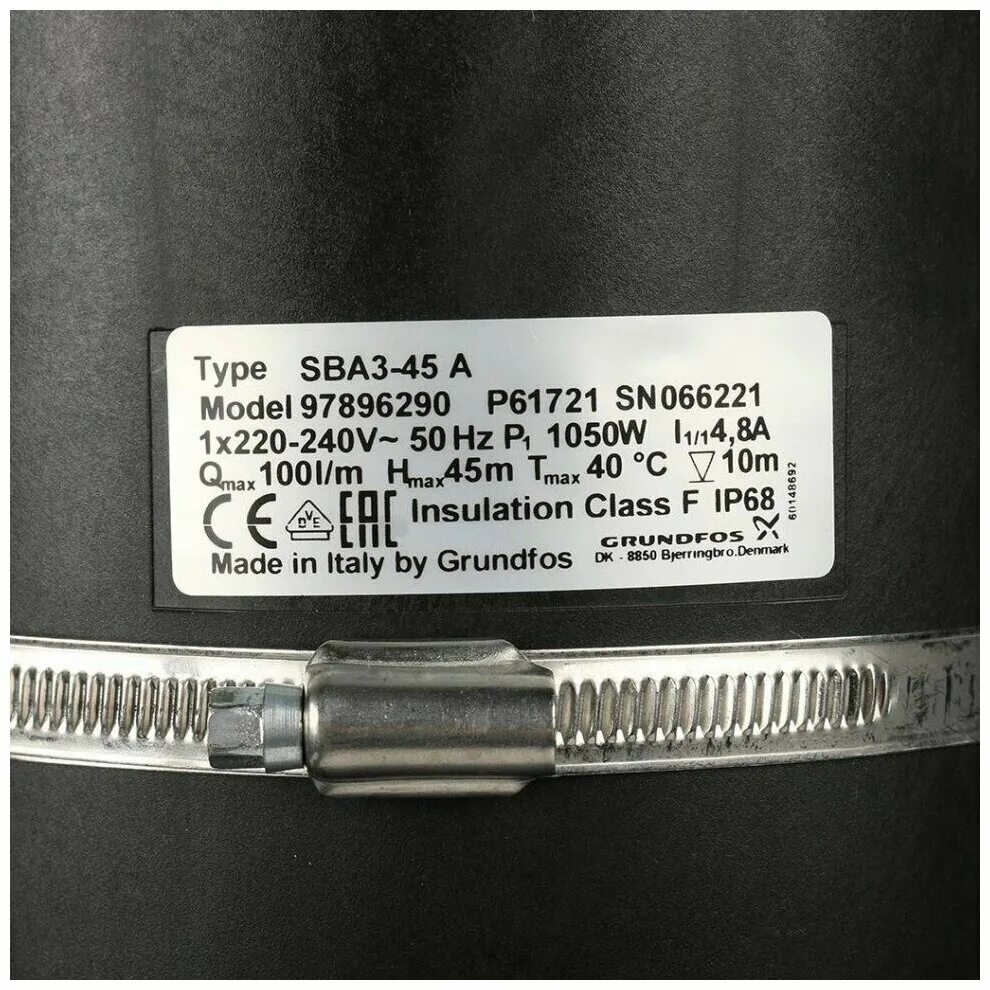 Type SBA3-45 A
Model 97896290 P61721 SN066221
1x220-240V~ 50 Hz P1 1050W I1/1 4,8A
Qmax 100l/m Hmax 45m Tmax 40 °C 10m
CE DVE EAC Insulation Class F IP68
60148692
GRUNDFOS X
Made in Italy by Grundfos DK - 8850 Bjerringbro.Denmark